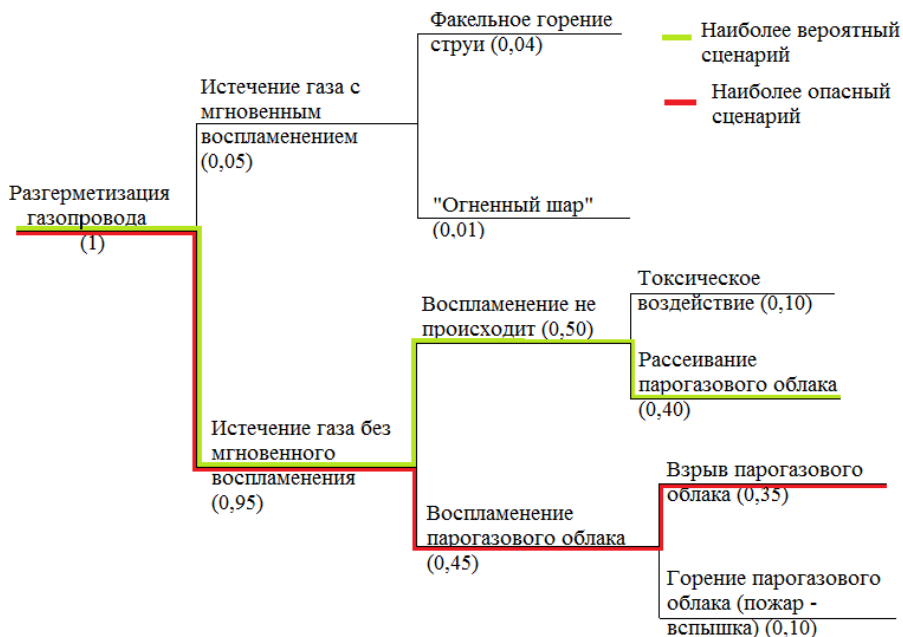 Факельное горение
струи (0,04)
Наиболее вероятный
сценарий
Наиболее опасный
сценарий
Истечение газа с
мгновенным
воспламенением
(0,05)
Разгерметизация
газопровода
(1)
"Огненный шар"
(0,01)
Токсическое
воздействие (0,10)
Воспламенение не
происходит (0,50)
Рассеивание
парогазового облака
(0,40)
Истечение газа без
мгновенного
воспламенения
(0,95)
Взрыв парогазового
облака (0,35)
Воспламенение
парогазового облака
(0,45)
Горение парогазового
облака (пожар -
вспышка) (0,10)